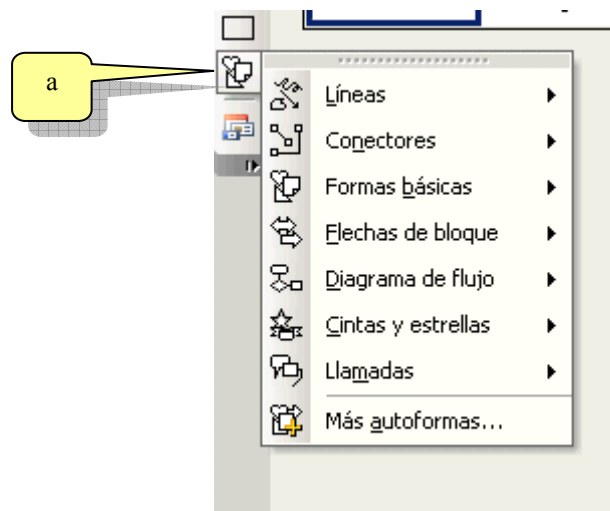 a
Líneas
Conectores
Formas básicas
Flechas de bloque
Diagrama de flujo
Cintas y estrellas
Llamadas
Más autoformas...